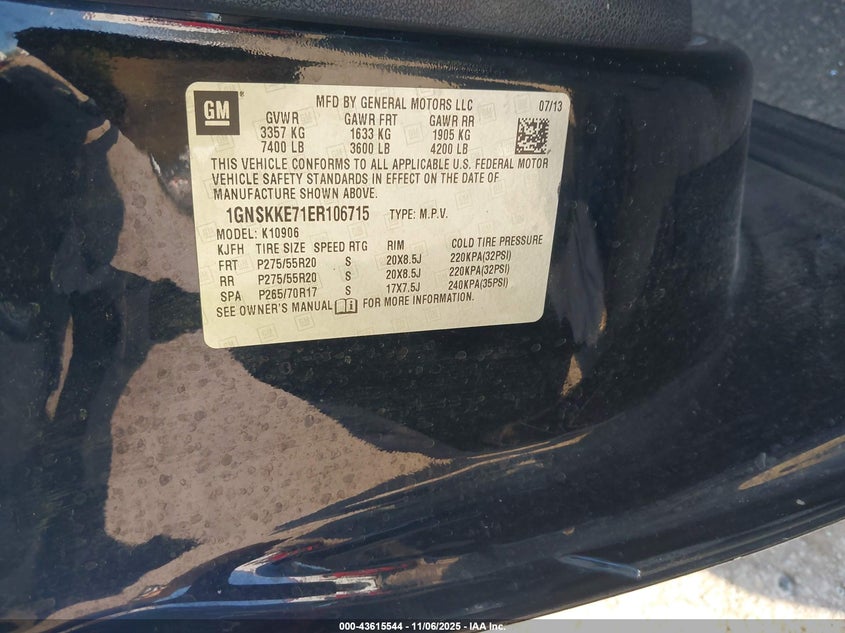 GM
®
MFD BY GENERAL MOTORS LLC 07/13
GVWR GAWR FRT GAWR RR
3357 KG 1633 KG 1905 KG
7400 LB 3600 LB 4200 LB
THIS VEHICLE CONFORMS TO ALL APPLICABLE U.S. FEDERAL MOTOR
VEHICLE SAFETY STANDARDS IN EFFECT ON THE DATE OF
MANUFACTURE SHOWN ABOVE.
1GNSKKE71ER106715 TYPE: M.P.V.
MODEL: K10906
KJFH TIRE SIZE SPEED RTG RIM COLD TIRE PRESSURE
FRT P275/55R20 S 20X8.5J 220KPA(32PSI)
RR P275/55R20 S 20X8.5J 220KPA(32PSI)
SPA P265/70R17 S 17X7.5J 240KPA(35PSI)
SEE OWNER'S MANUAL FOR MORE INFORMATION.
000-43615544 | 11/06/2025 | IAA Inc.